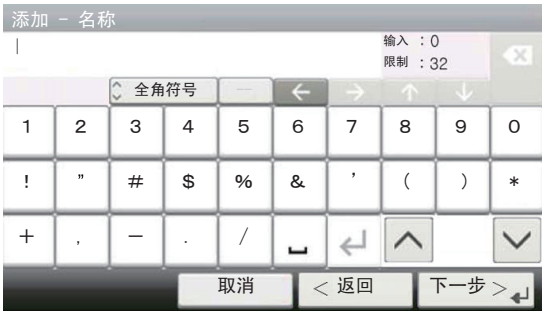 添加 - 名称
输入 :0
限制 :32
全角符号
1 2 3 4 5 6 7 8 9 0
! ” # $ % & ’ ( ) *
+ , − . / ␣
取消 < 返回 下一步 >